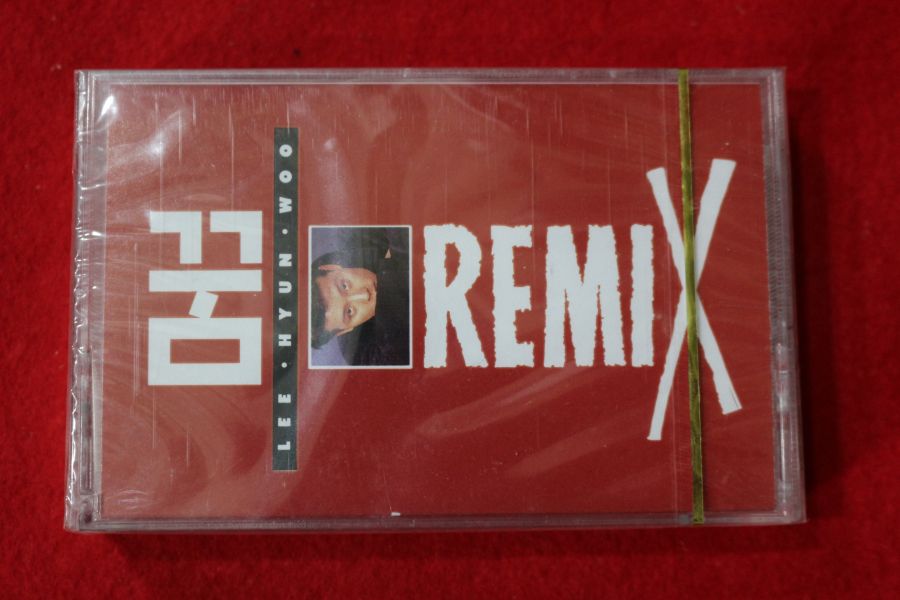 꿈
LEE · HYUN · WOO
REMIX